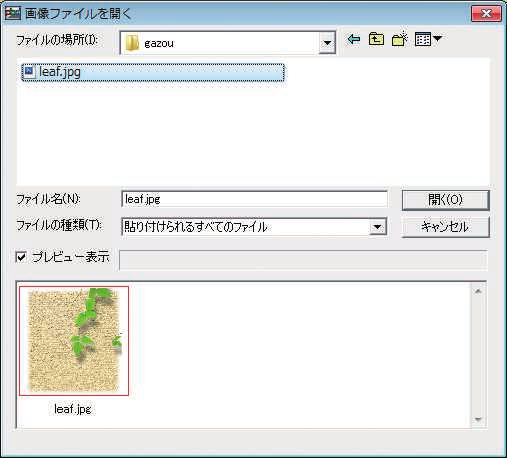 画像ファイルを開く
ファイルの場所(I):
gazou
leaf.jpg
ファイル名(N):
leaf.jpg
開く(O)
ファイルの種類(T):
貼り付けられるすべてのファイル
キャンセル
プレビュー表示
leaf.jpg